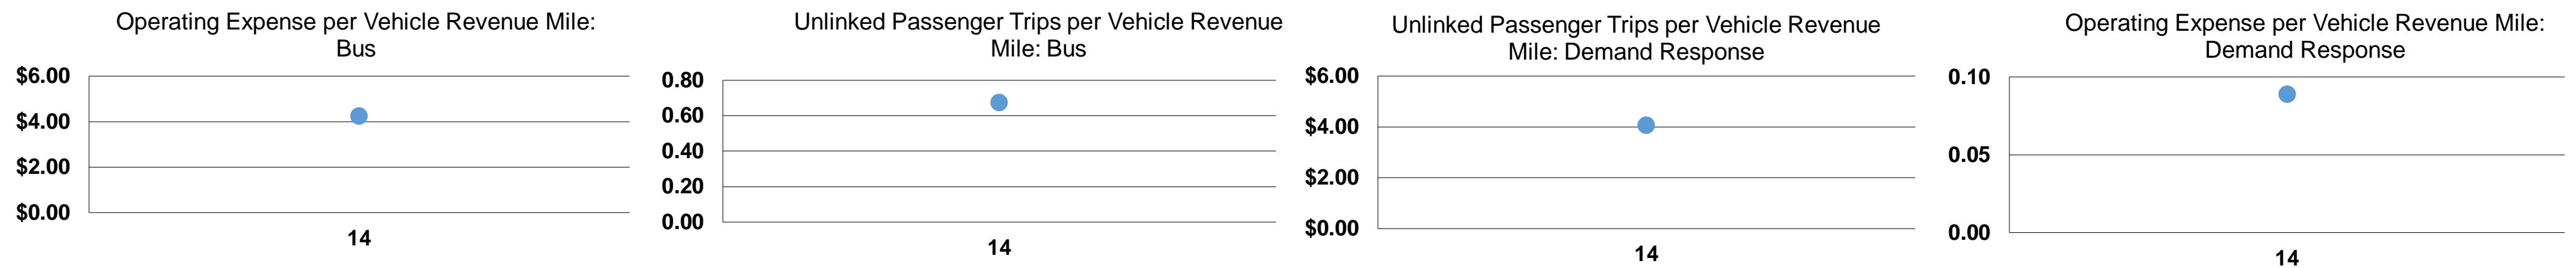 Operating Expense per Vehicle Revenue Mile:
Bus
$6.00
$4.00
$2.00
$0.00
14
Unlinked Passenger Trips per Vehicle Revenue
Mile: Bus
0.80
0.60
0.40
0.20
0.00
14
Unlinked Passenger Trips per Vehicle Revenue
Mile: Demand Response
$6.00
$4.00
$2.00
$0.00
14
Operating Expense per Vehicle Revenue Mile:
Demand Response
0.10
0.05
0.00
14